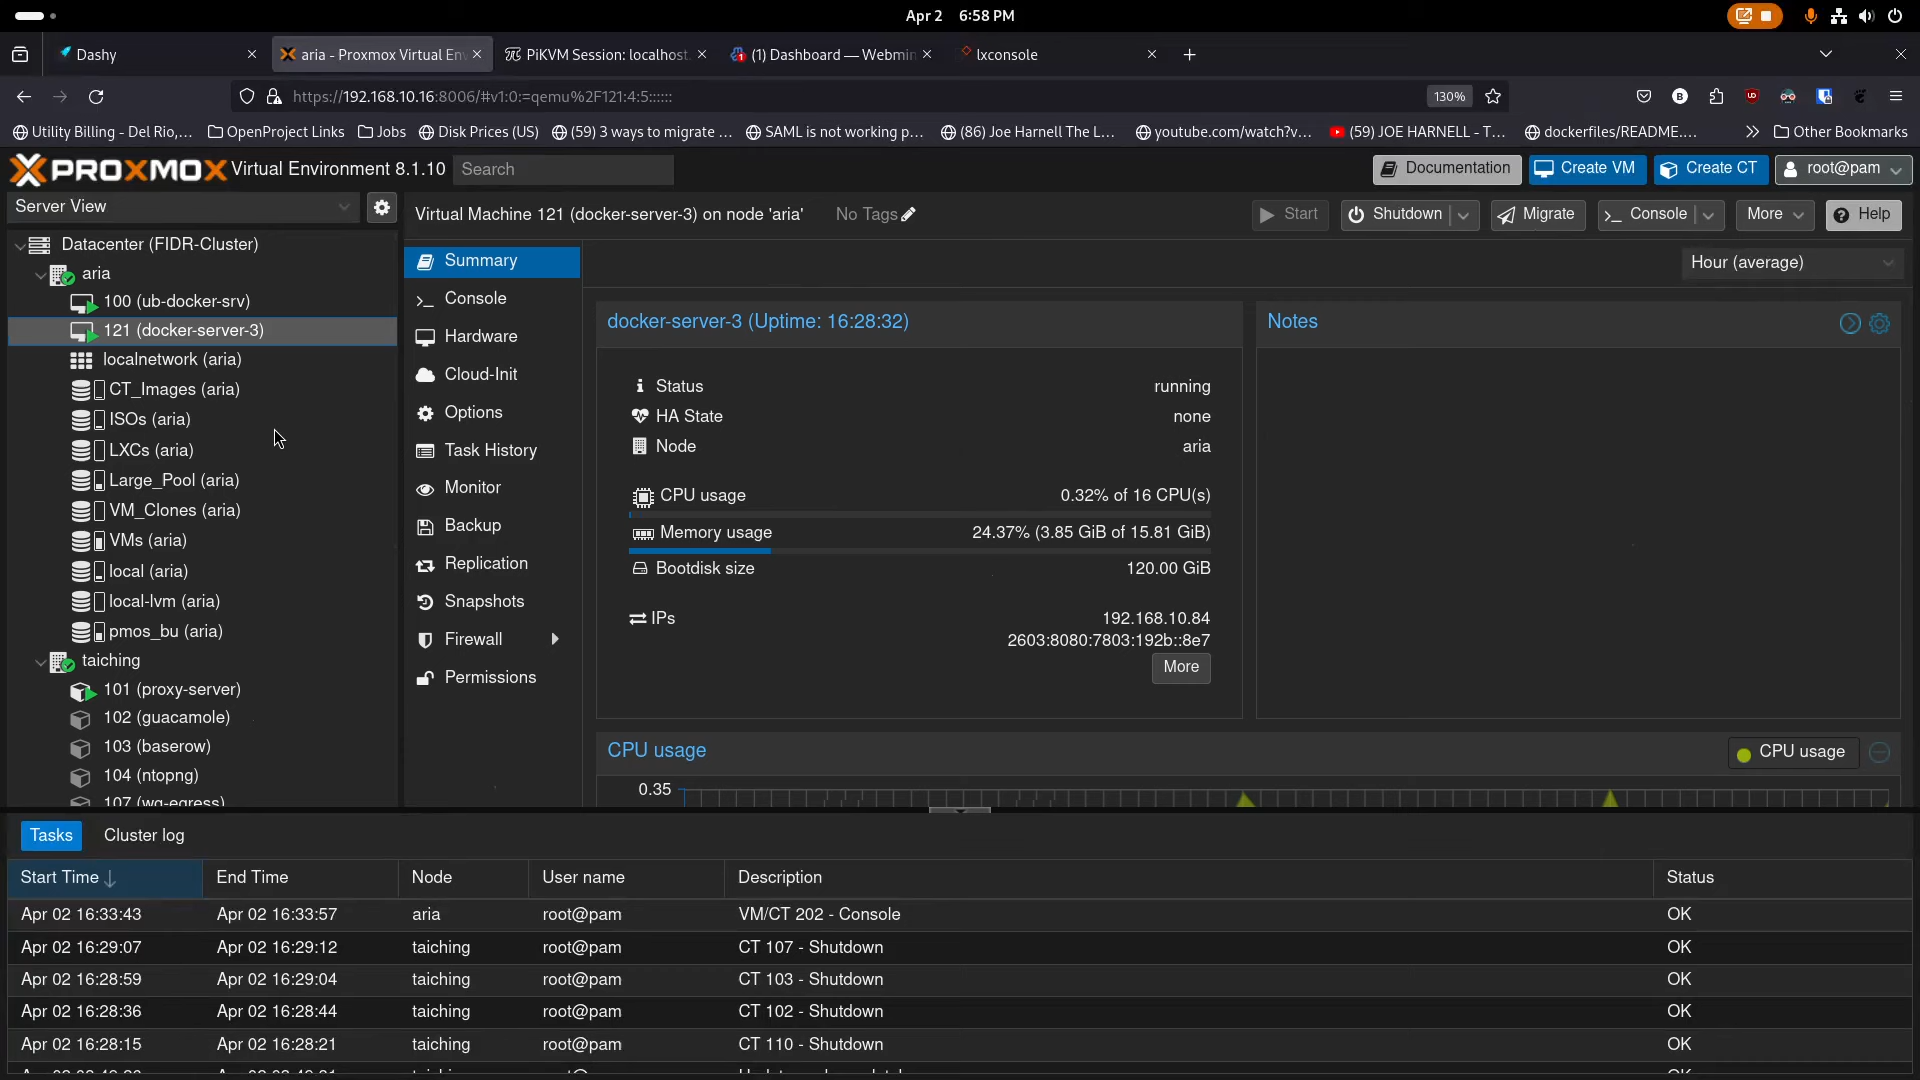 Apr 2 6:58 PM
Dashy
aria - Proxmox Virtual En
PiKVM Session: localhost
(1) Dashboard — Webmin
lxconsole
https://192.168.10.16:8006/#v1:0:=qemu%2F121:4:5::::::
130%
Utility Billing - Del Rio,...
OpenProject Links
Jobs
Disk Prices (US)
(59) 3 ways to migrate ...
SAML is not working p...
(86) Joe Harnell The L...
youtube.com/watch?v...
(59) JOE HARNELL - T...
dockerfiles/README....
Other Bookmarks
PROXMOX Virtual Environment 8.1.10
Search
Documentation
Create VM
Create CT
root@pam
Server View
Virtual Machine 121 (docker-server-3) on node 'aria'
No Tags
Start
Shutdown
Migrate
Console
More
Help
Datacenter (FIDR-Cluster)
aria
100 (ub-docker-srv)
121 (docker-server-3)
localnetwork (aria)
CT_Images (aria)
ISOs (aria)
LXCs (aria)
Large_Pool (aria)
VM_Clones (aria)
VMs (aria)
local (aria)
local-lvm (aria)
pmos_bu (aria)
taiching
101 (proxy-server)
102 (guacamole)
103 (baserow)
104 (ntopng)
107 (wg-egress)
Summary
Console
Hardware
Cloud-Init
Options
Task History
Monitor
Backup
Replication
Snapshots
Firewall
Permissions
Hour (average)
docker-server-3 (Uptime: 16:28:32)
Status running
HA State none
Node aria
CPU usage 0.32% of 16 CPU(s)
Memory usage 24.37% (3.85 GiB of 15.81 GiB)
Bootdisk size 120.00 GiB
IPs 192.168.10.84
2603:8080:7803:192b::8e7
More
Notes
CPU usage
CPU usage
0.35
Tasks
Cluster log
Start Time End Time Node User name Description Status
Apr 02 16:33:43 Apr 02 16:33:57 aria root@pam VM/CT 202 - Console OK
Apr 02 16:29:07 Apr 02 16:29:12 taiching root@pam CT 107 - Shutdown OK
Apr 02 16:28:59 Apr 02 16:29:04 taiching root@pam CT 103 - Shutdown OK
Apr 02 16:28:36 Apr 02 16:28:44 taiching root@pam CT 102 - Shutdown OK
Apr 02 16:28:15 Apr 02 16:28:21 taiching root@pam CT 110 - Shutdown OK